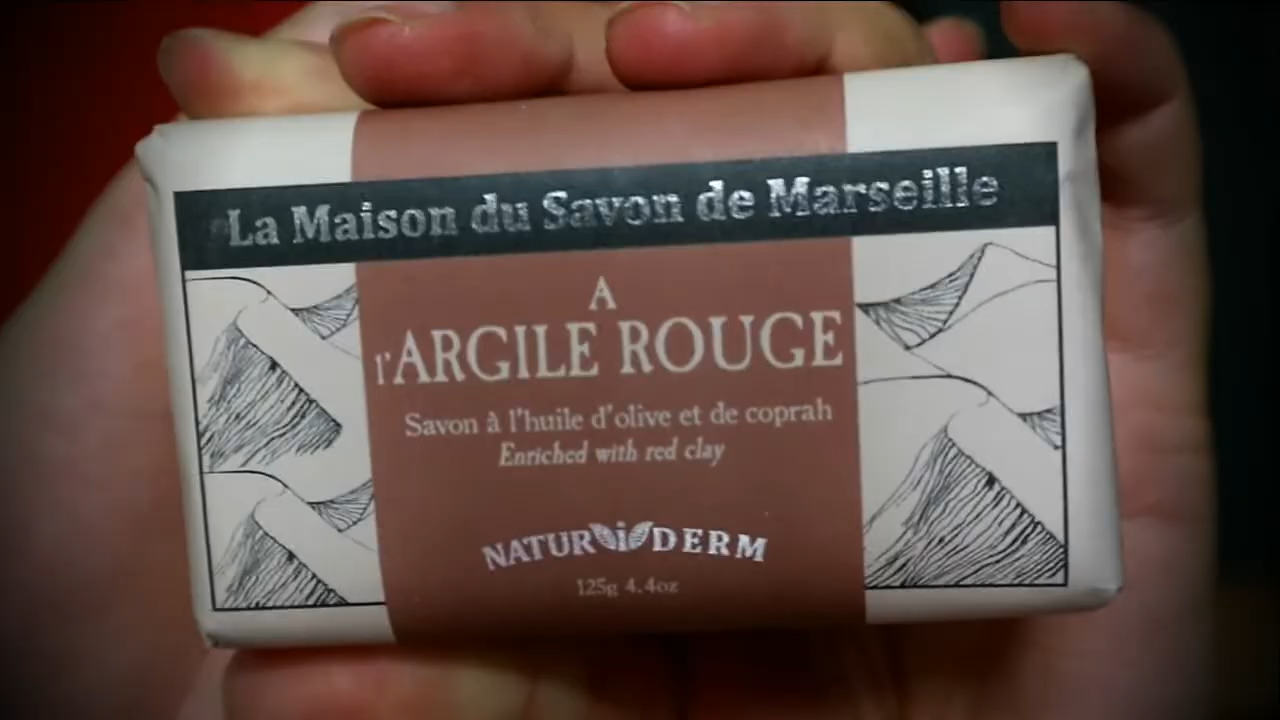 La Maison du Savon de Marseille
A
l'ARGILE ROUGE
Savon à l'huile d'olive et de coprah
Enriched with red clay
NATURiDERM
125g 4.4oz